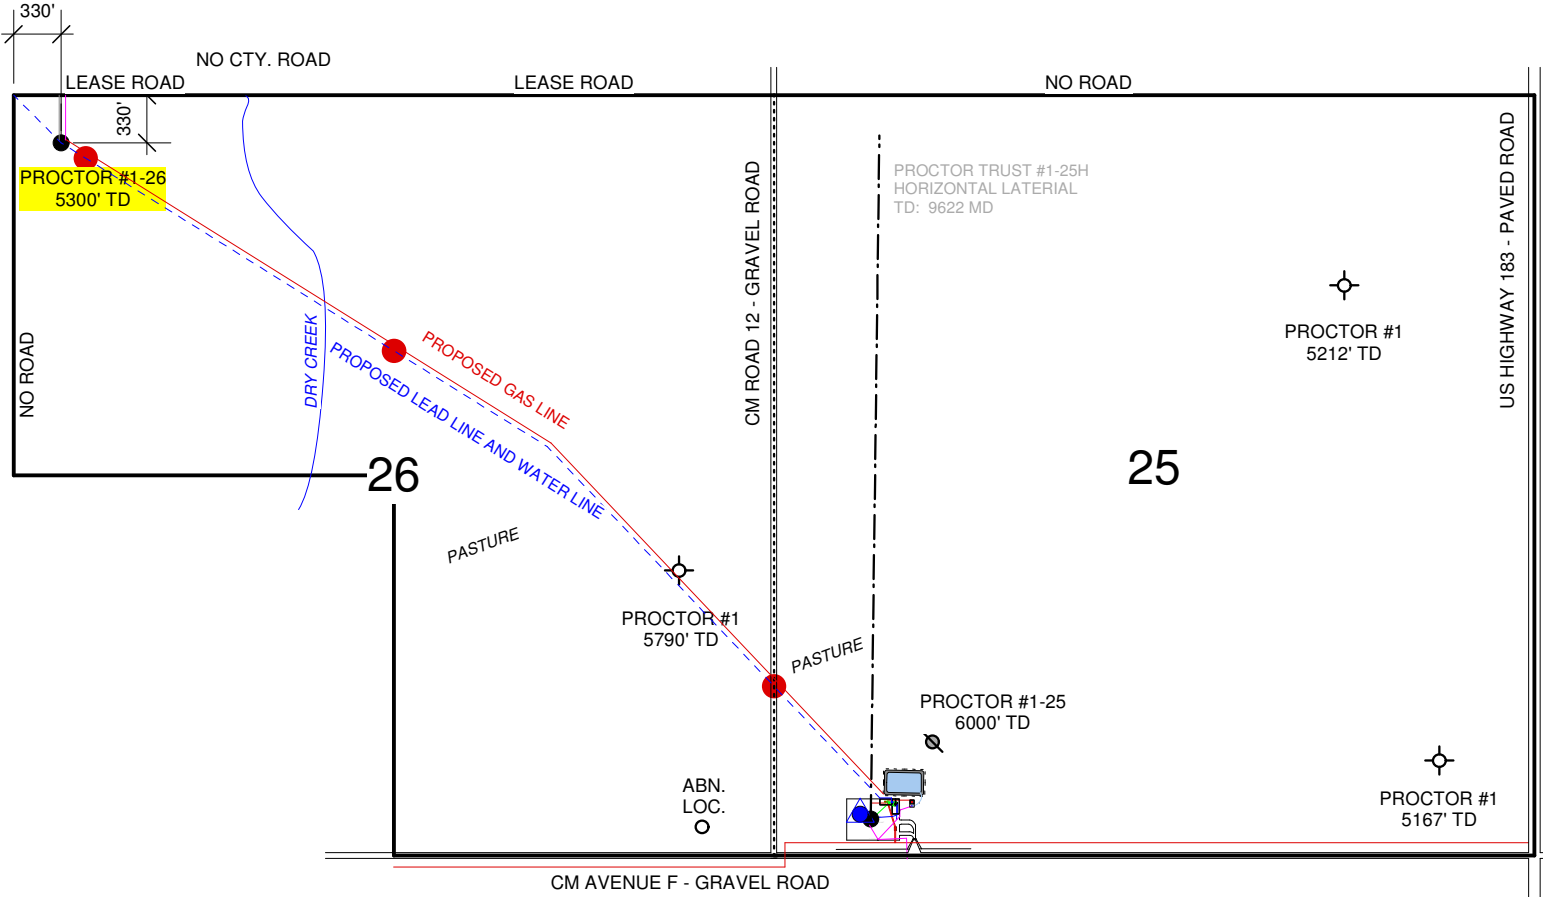 330'
NO CTY. ROAD
LEASE ROAD
LEASE ROAD
NO ROAD
330'
PROCTOR #1-26
5300' TD
NO ROAD
DRY CREEK
PROPOSED GAS LINE
PROPOSED LEAD LINE AND WATER LINE
26
PASTURE
PROCTOR #1
5790' TD
ABN.
LOC.
CM ROAD 12 - GRAVEL ROAD
PROCTOR TRUST #1-25H
HORIZONTAL LATERIAL
TD: 9622 MD
US HIGHWAY 183 - PAVED ROAD
PROCTOR #1
5212' TD
25
PASTURE
PROCTOR #1-25
6000' TD
PROCTOR #1
5167' TD
CM AVENUE F - GRAVEL ROAD